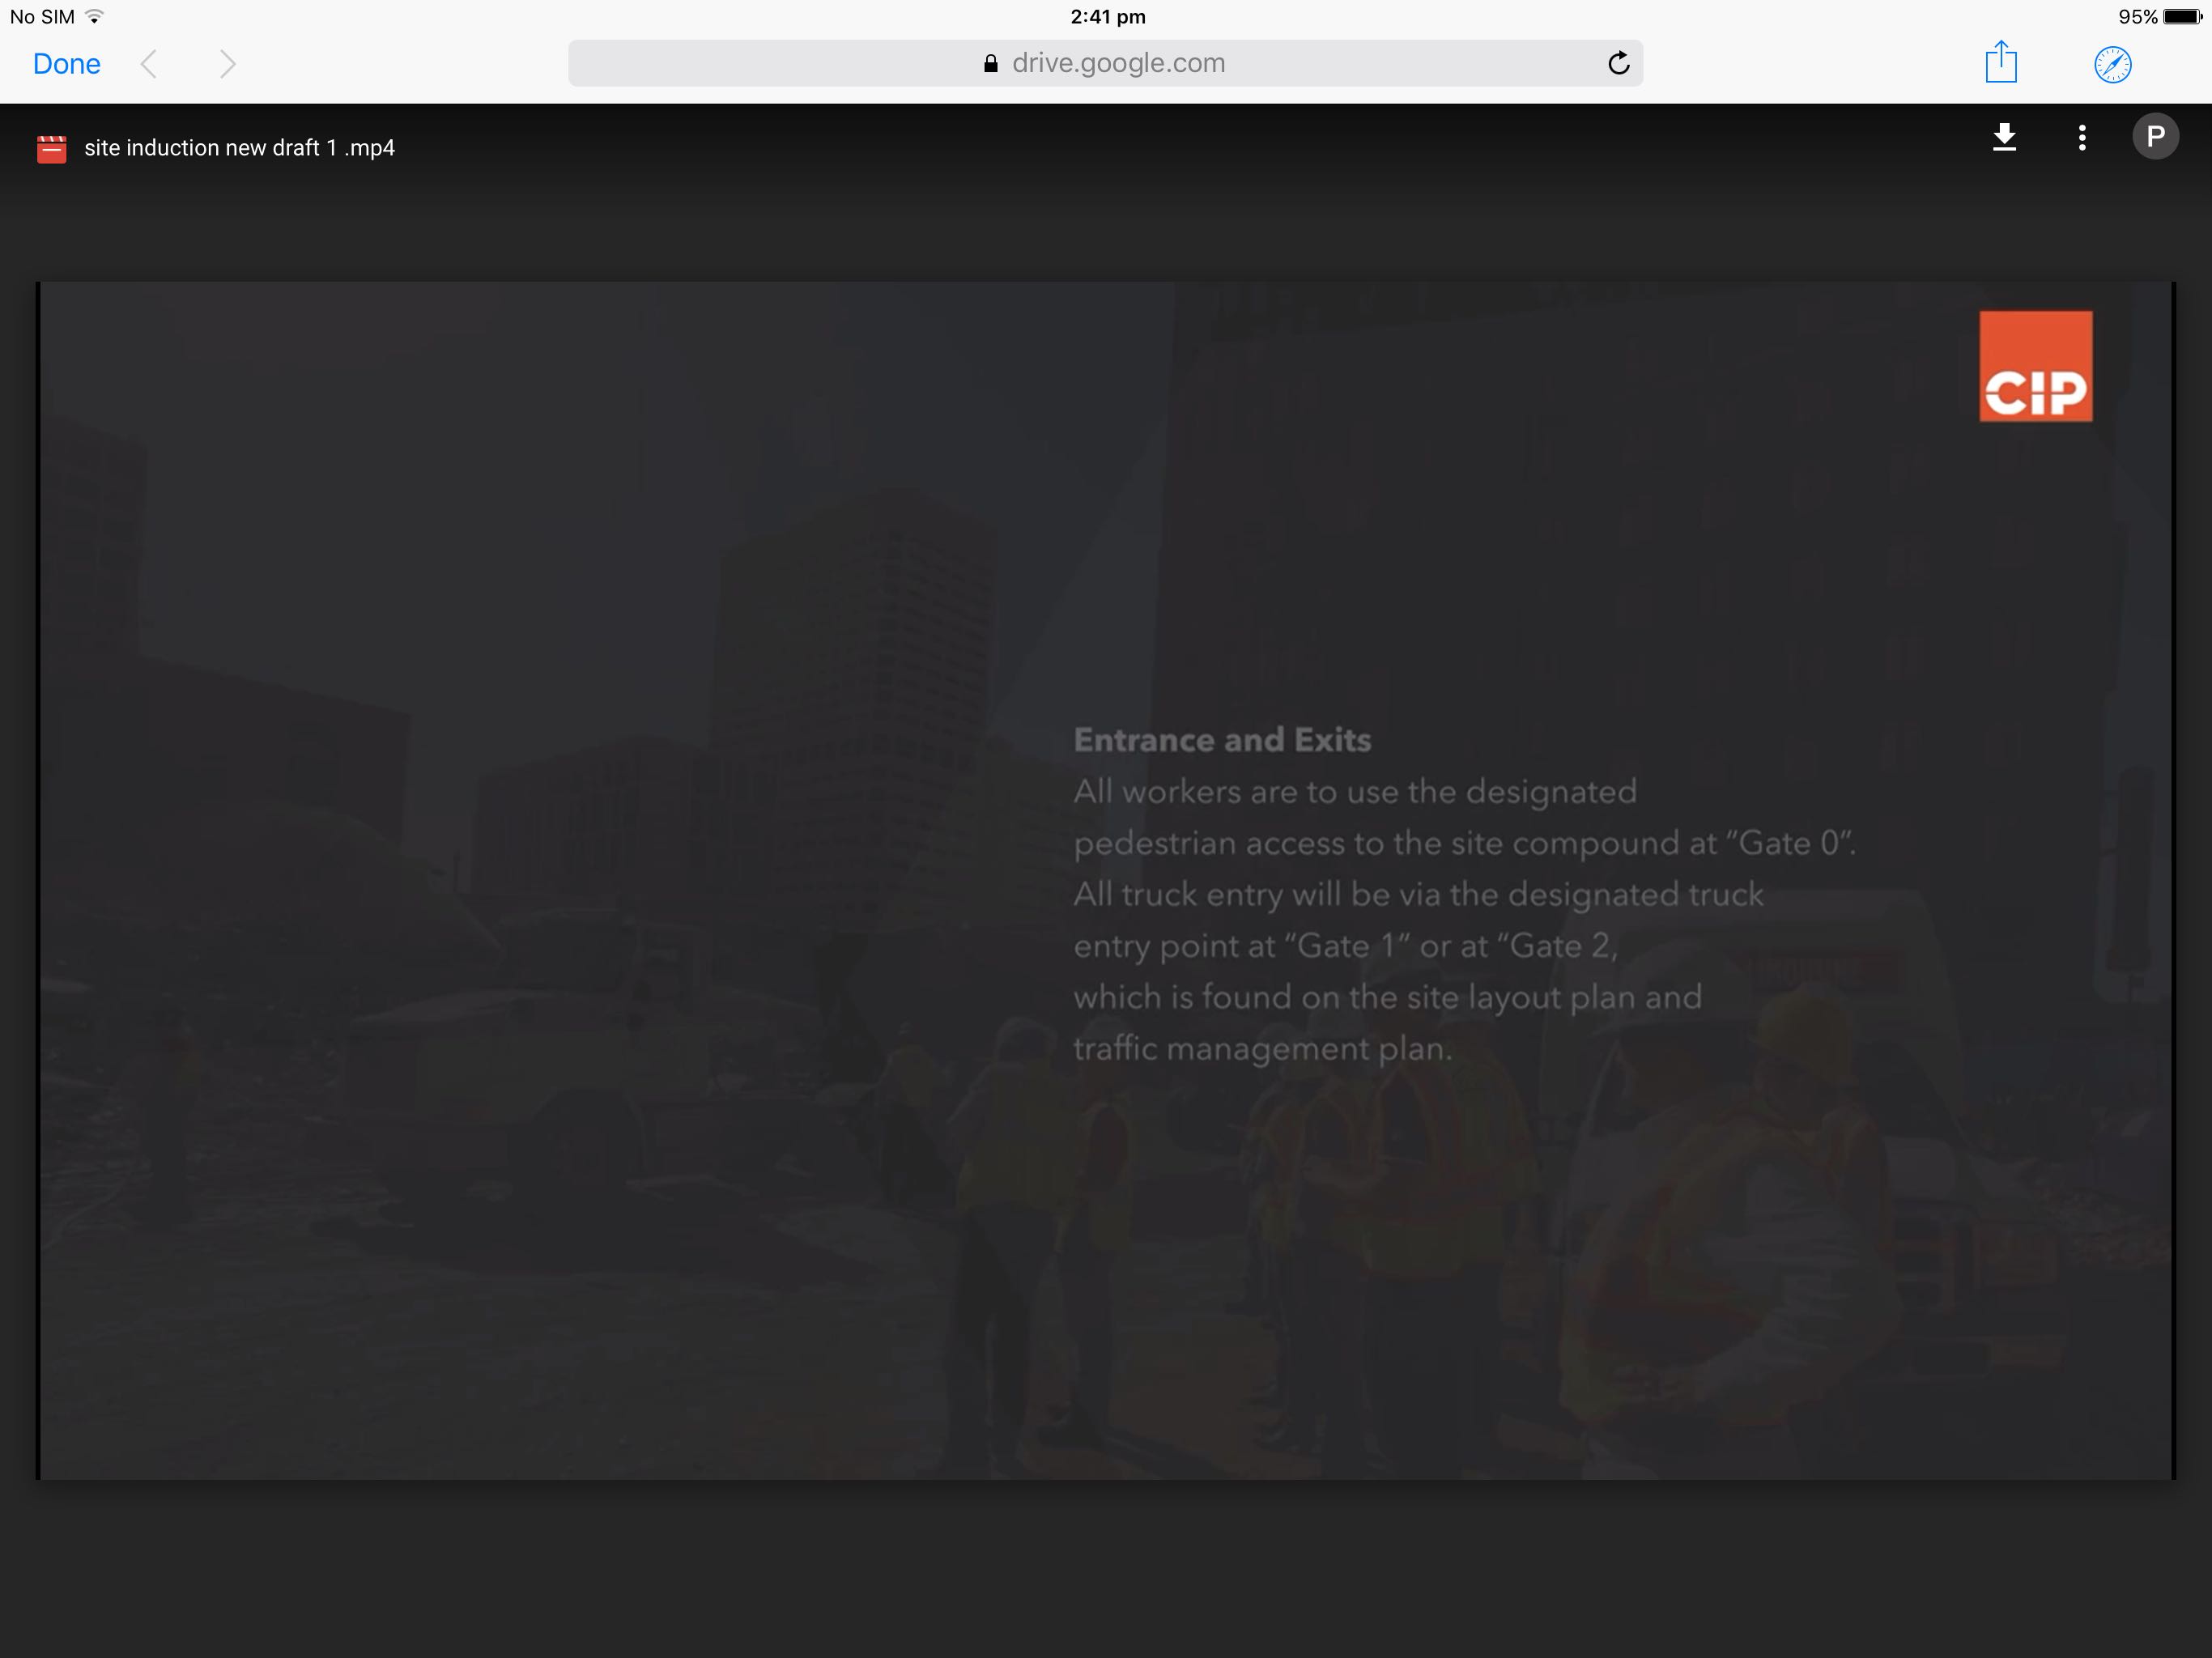 No SIM
2:41 pm
95%
Done
drive.google.com
site induction new draft 1 .mp4
P
CIP
Entrance and Exits
All workers are to use the designated
pedestrian access to the site compound at “Gate 0”.
All truck entry will be via the designated truck
entry point at “Gate 1” or at “Gate 2,
which is found on the site layout plan and
traffic management plan.